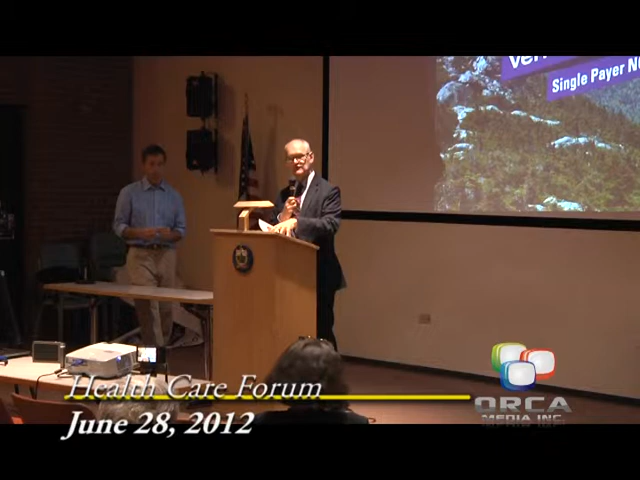 Single Payer
Health Care Forum
June 28, 2012
ORCA
MEDIA INC.